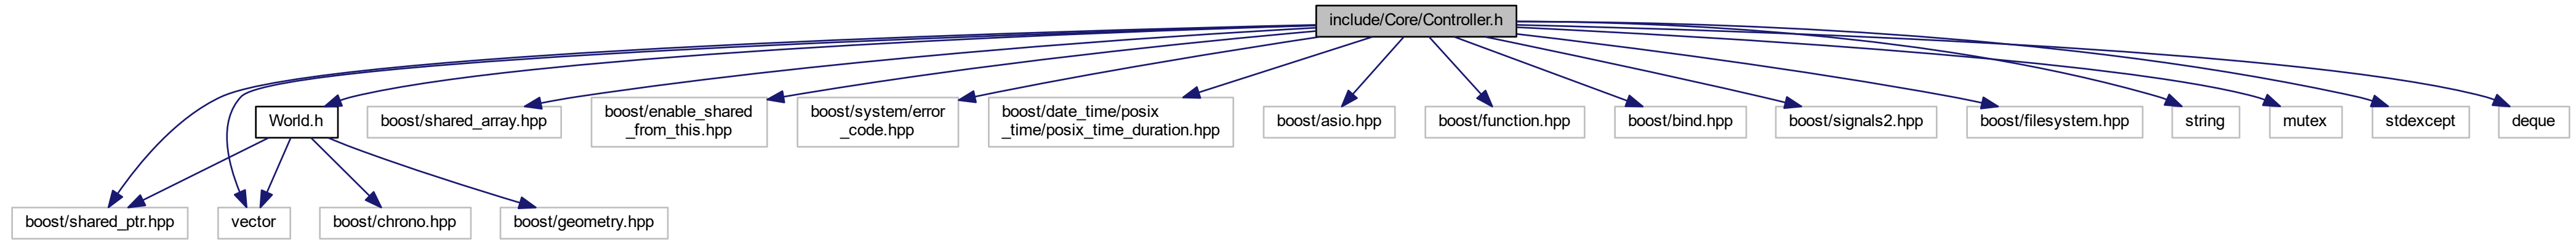 include/Core/Controller.h
World.h
boost/shared_array.hpp
boost/enable_shared
_from_this.hpp
boost/system/error
_code.hpp
boost/date_time/posix
_time/posix_time_duration.hpp
boost/asio.hpp
boost/function.hpp
boost/bind.hpp
boost/signals2.hpp
boost/filesystem.hpp
string
mutex
stdexcept
deque
boost/shared_ptr.hpp
vector
boost/chrono.hpp
boost/geometry.hpp